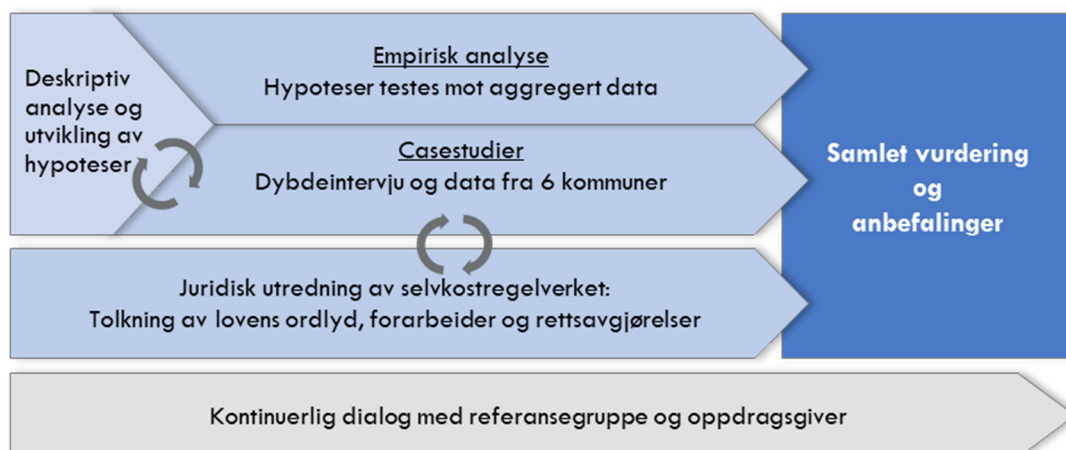 Deskriptiv
analyse og
utvikling av
hypoteser
Empirisk analyse
Hypoteser testes mot aggregert data
Casestudier
Dybdeintervju og data fra 6 kommuner
Juridisk utredning av selvkostregelverket:
Tolkning av lovens ordlyd, forarbeider og rettsavgjørelser
Samlet vurdering
og
anbefalinger
Kontinuerlig dialog med referansegruppe og oppdragsgiver